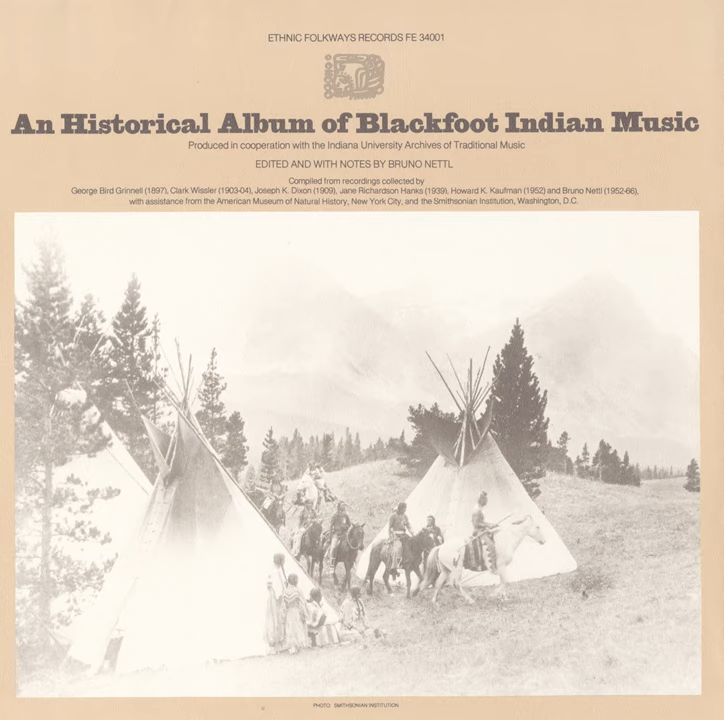 ETHNIC FOLKWAYS RECORDS FE 34001
An Historical Album of Blackfoot Indian Music
Produced in cooperation with the Indiana University Archives of Traditional Music
EDITED AND WITH NOTES BY BRUNO NETTL
Compiled from recordings collected by
George Bird Grinnell (1897), Clark Wissler (1903-04), Joseph K. Dixon (1909), Jane Richardson Hanks (1939), Howard K. Kaufman (1952) and Bruno Nettl (1952-66),
with assistance from the American Museum of Natural History, New York City, and the Smithsonian Institution, Washington, D.C.
PHOTO: SMITHSONIAN INSTITUTION